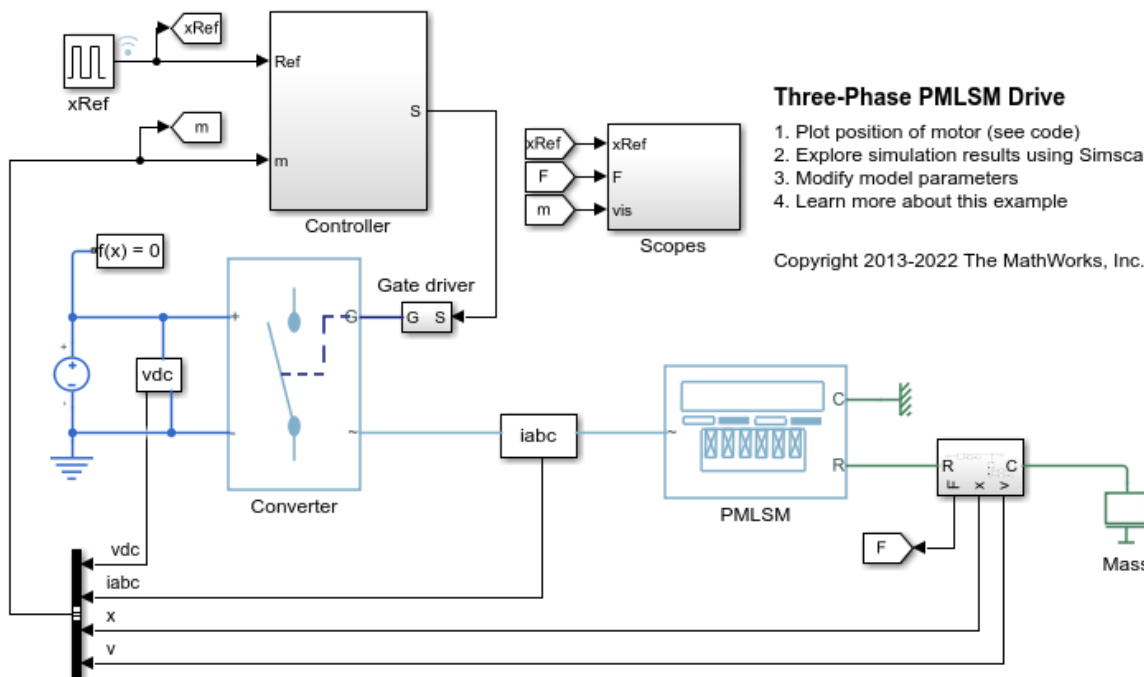 xRef
xRef
Ref
S
m
m
Controller
xRef
F
m
xRef
F
vis
Scopes
Three-Phase PMLSM Drive
1. Plot position of motor (see code)
2. Explore simulation results using Simsca
3. Modify model parameters
4. Learn more about this example
Copyright 2013-2022 The MathWorks, Inc.
f(x) = 0
Gate driver
G S
+
G
+
+
-
-
vdc
-
~
Converter
iabc
~
C
R
PMLSM
R
C
F
x
v
F
Mass
vdc
iabc
x
v